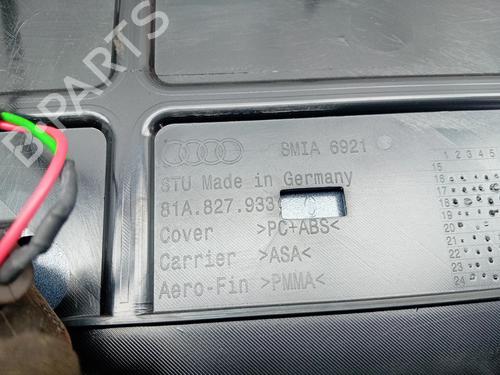 B-PARTS
SMIA 6921
STU Made in Germany
81A.827.933
Cover >PC+ABS<
Carrier >ASA<
Aero-Fin >PMMA<
1 2 3 4 5
15
16
17
18
19
20
21
22
23
24